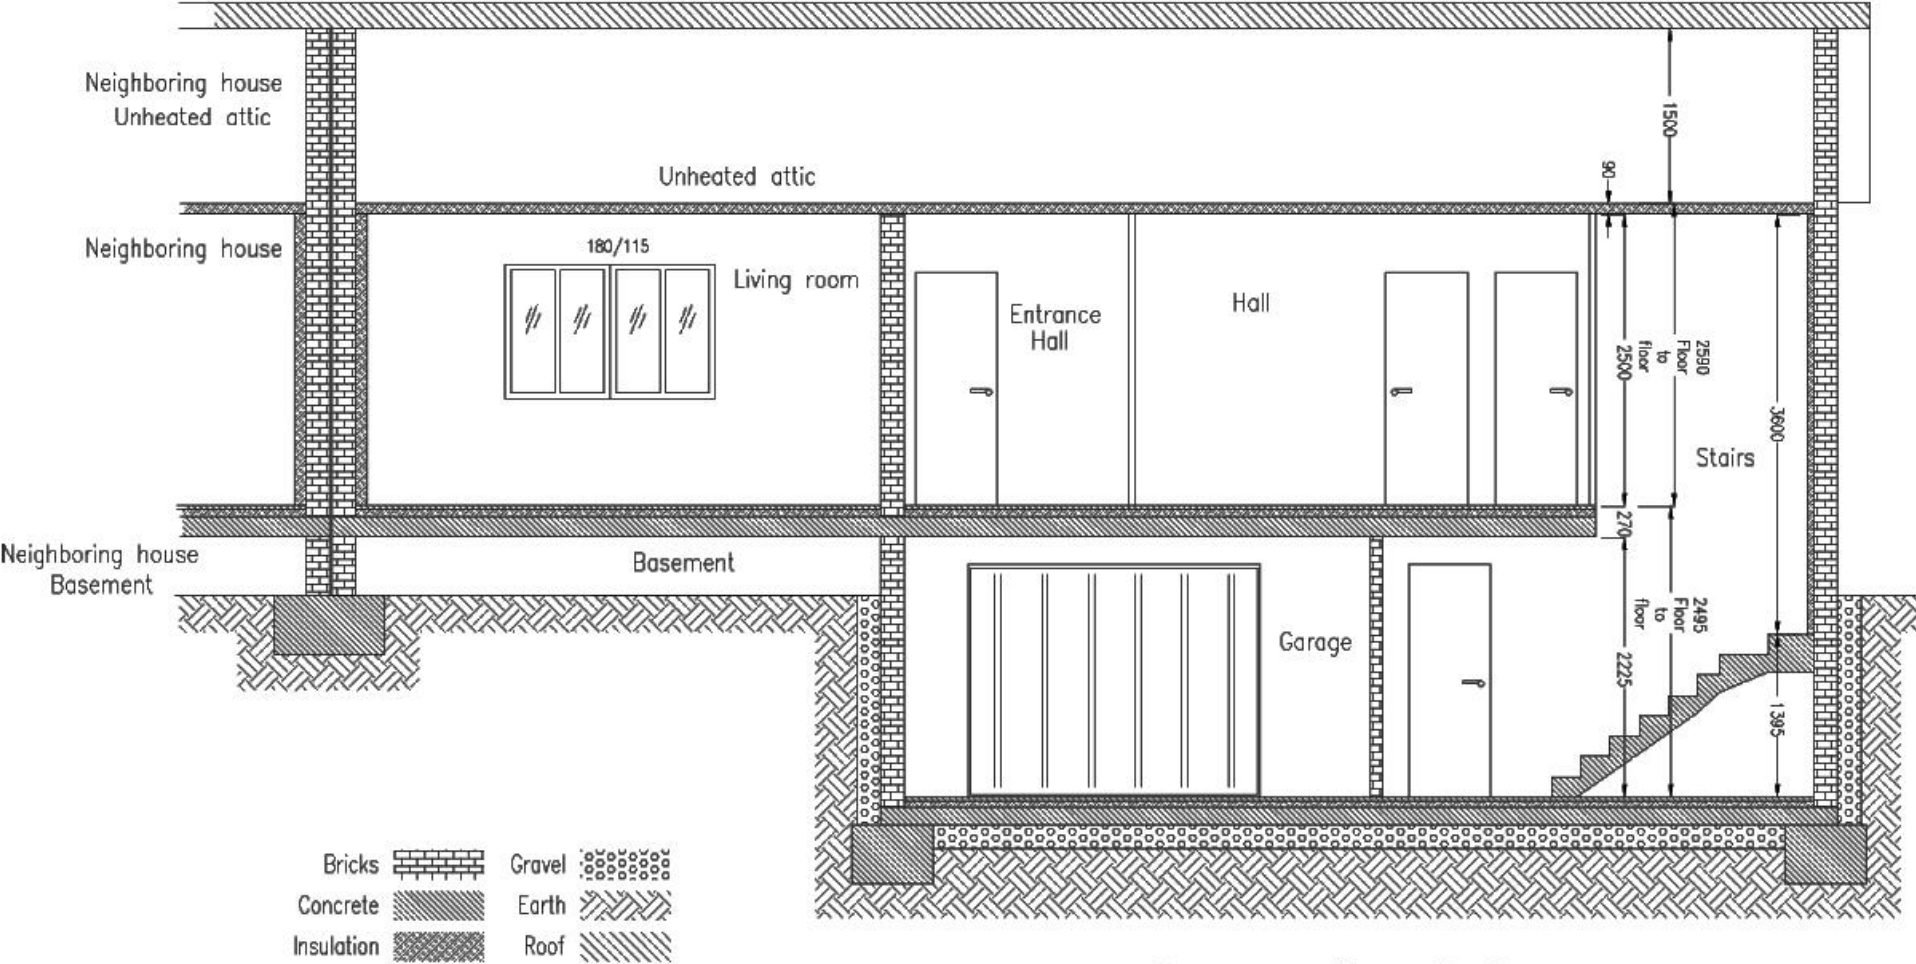 Neighboring house
Unheated attic
1500
90
Unheated attic
Neighboring house
180/115
Living room
Entrance
Hall
Hall
2500
2590
Floor
to
floor
3600
Stairs
270
Neighboring house
Basement
Basement
Garage
2225
2495
Floor
to
floor
1395
Bricks
Gravel
Concrete
Earth
Insulation
Roof